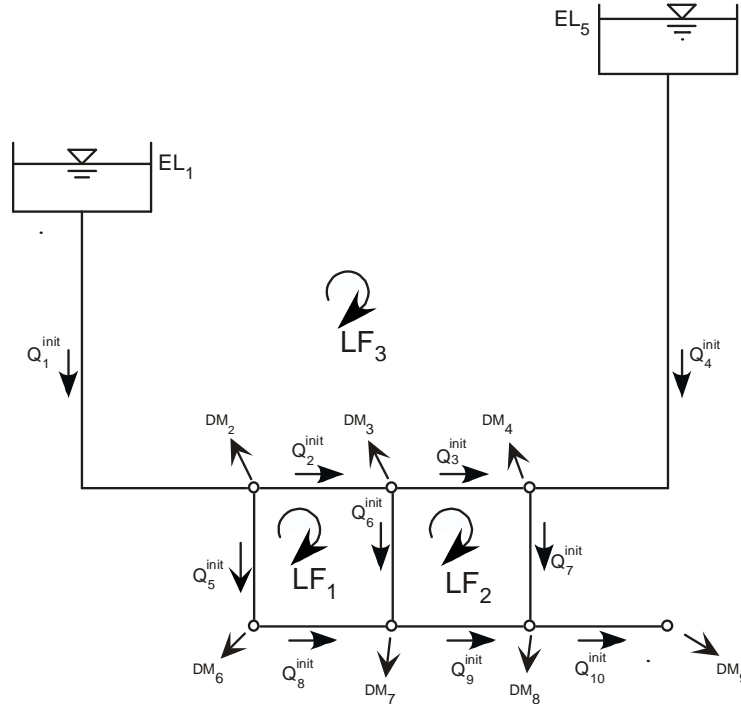 EL₅
EL₁
LF₃
Q₁ⁱⁿⁱᵗ
Q₄ⁱⁿⁱᵗ
DM₂
Q₂ⁱⁿⁱᵗ
DM₃
Q₃ⁱⁿⁱᵗ
DM₄
Q₅ⁱⁿⁱᵗ
LF₁
Q₆ⁱⁿⁱᵗ
LF₂
Q₇ⁱⁿⁱᵗ
DM₆
Q₈ⁱⁿⁱᵗ
DM₇
Q₉ⁱⁿⁱᵗ
DM₈
Q₁₀ⁱⁿⁱᵗ
DM